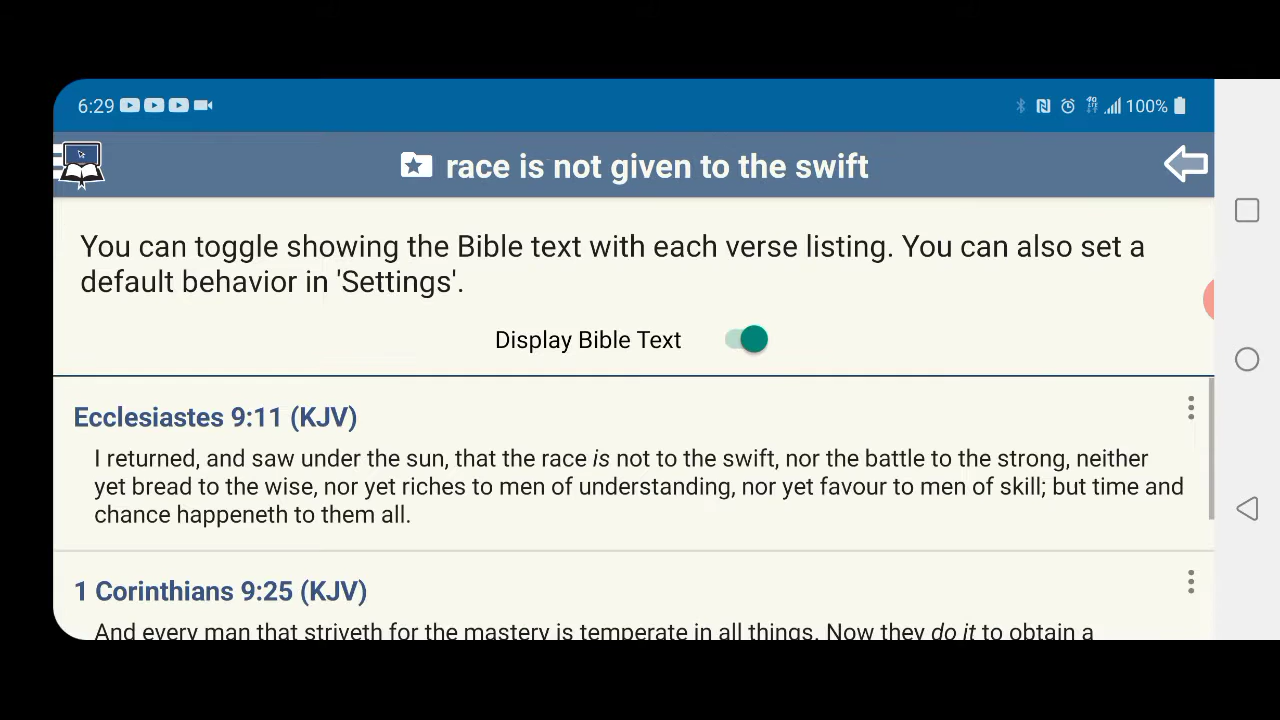 6:29 4G LTE 100%
race is not given to the swift
You can toggle showing the Bible text with each verse listing. You can also set a
default behavior in 'Settings'.
Display Bible Text
Ecclesiastes 9:11 (KJV)
I returned, and saw under the sun, that the race is not to the swift, nor the battle to the strong, neither
yet bread to the wise, nor yet riches to men of understanding, nor yet favour to men of skill; but time and
chance happeneth to them all.
1 Corinthians 9:25 (KJV)
And every man that striveth for the mastery is temperate in all things. Now they do it to obtain a